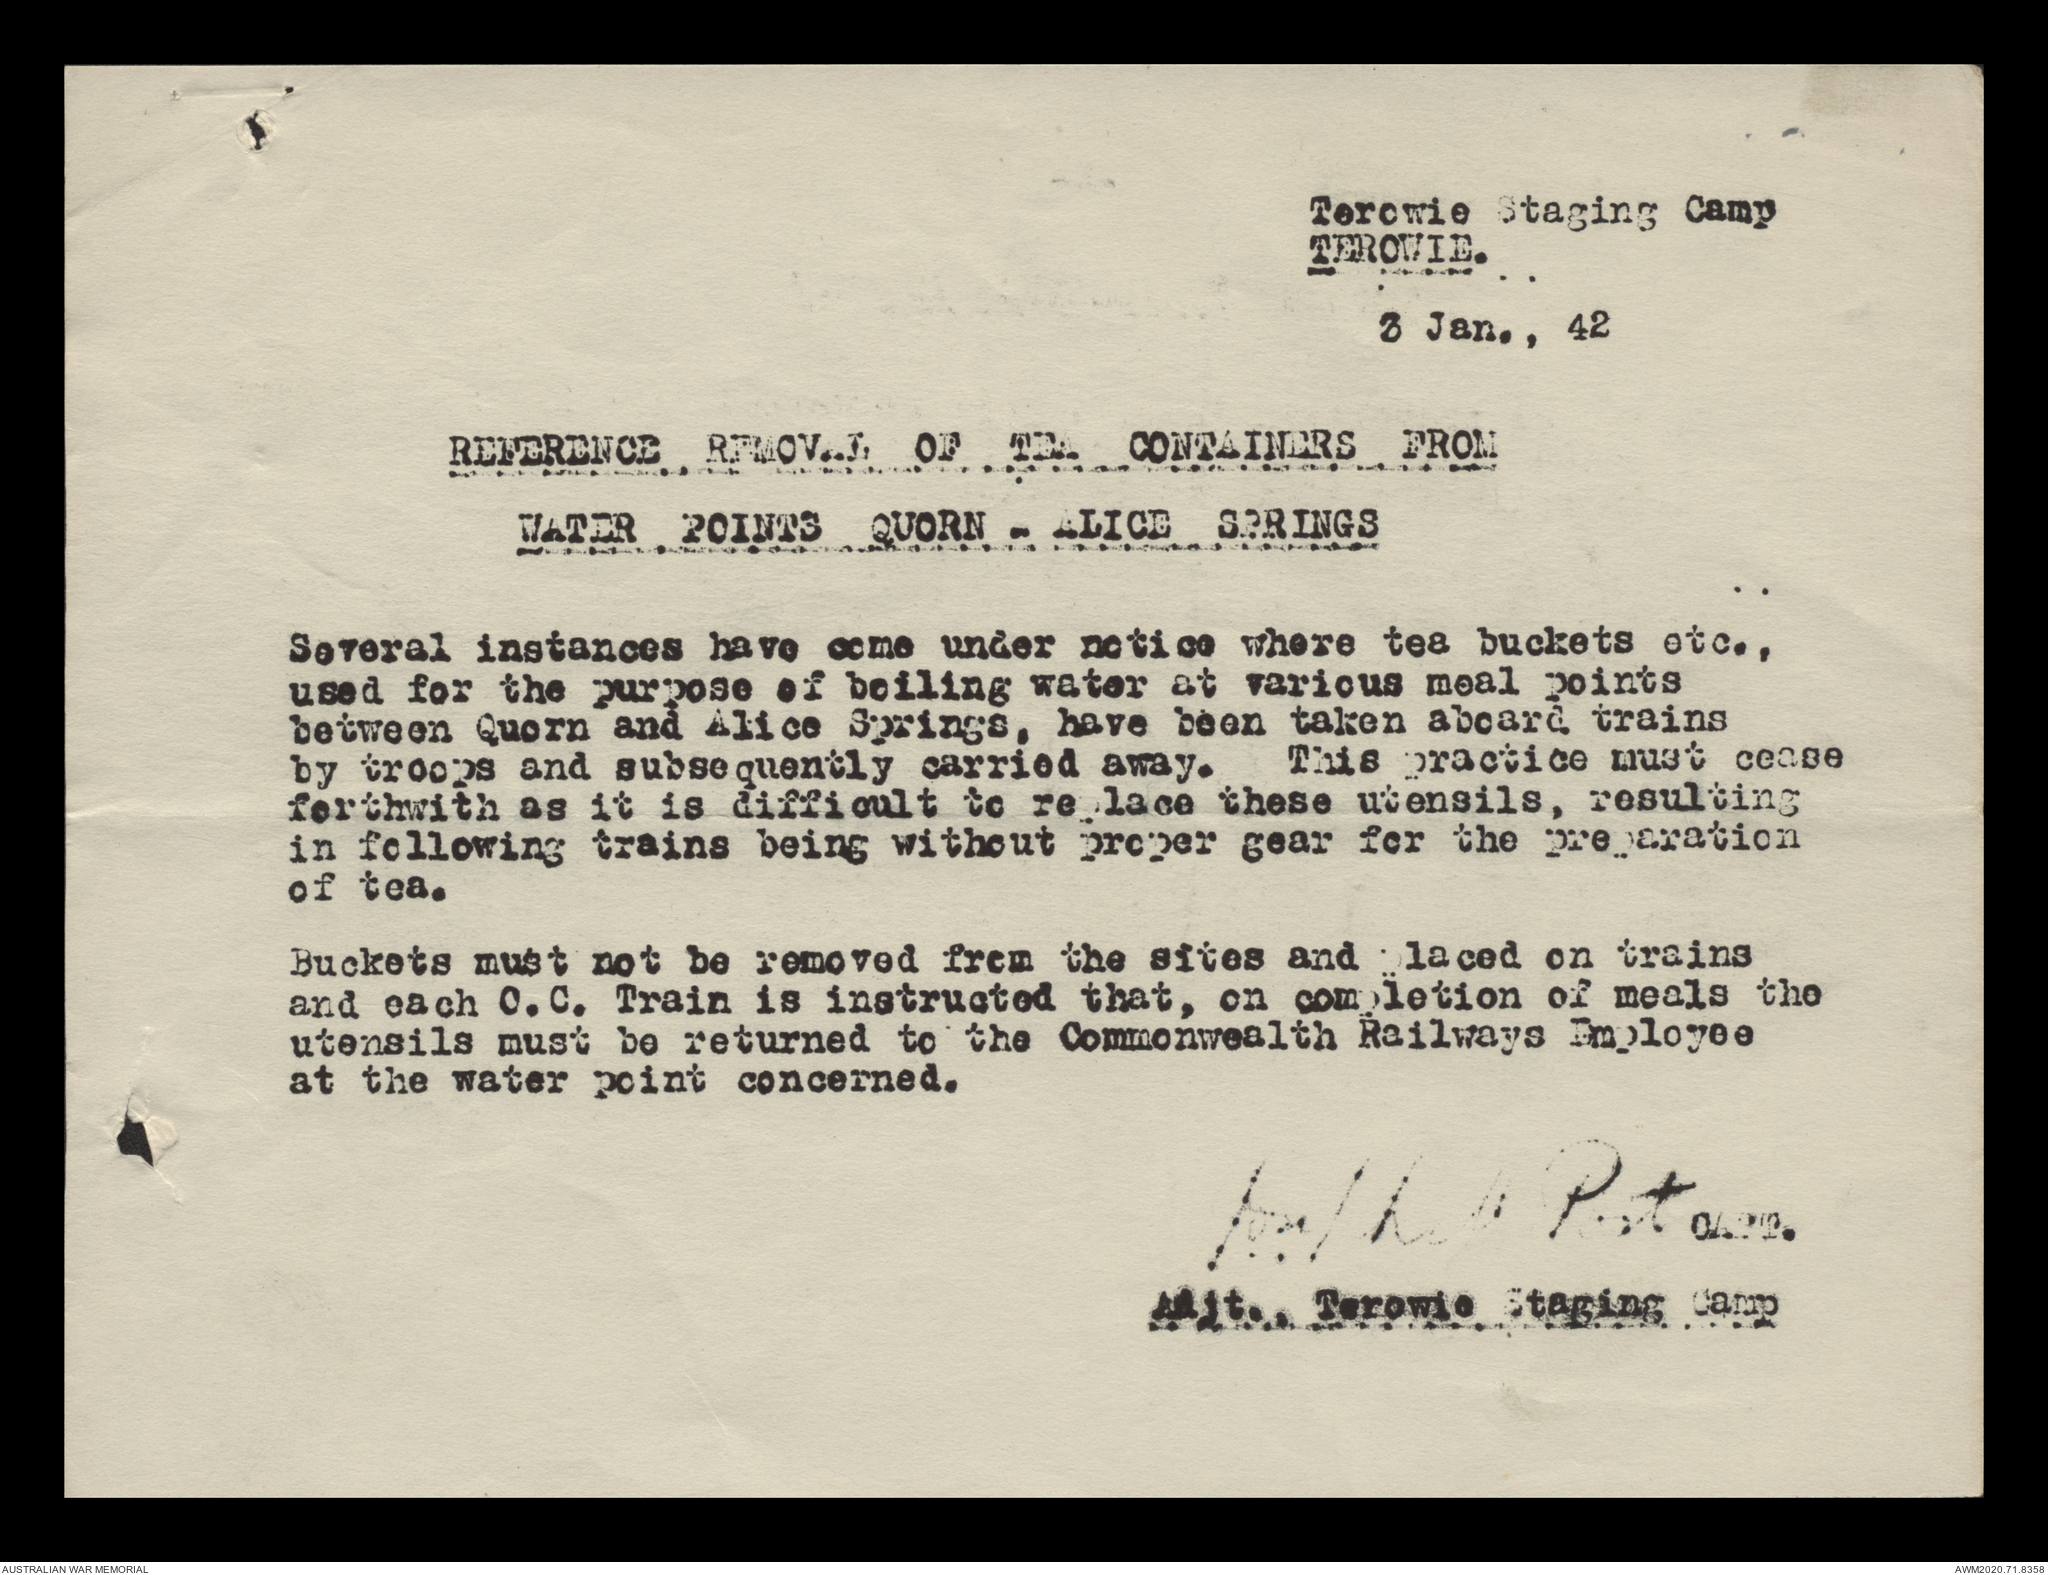 Terowie Staging Camp
TEROWIE.
3 Jan., 42
REFERENCE REMOVAL OF TEA CONTAINERS FROM
WATER POINTS QUORN - ALICE SPRINGS
Several instances have come under notice where tea buckets etc.,
used for the purpose of boiling water at various meal points
between Quorn and Alice Springs, have been taken aboard trains
by troops and subsequently carried away. This practice must cease
forthwith as it is difficult to replace these utensils, resulting
in following trains being without proper gear for the preparation
of tea.
Buckets must not be removed from the sites and placed on trains
and each O.C. Train is instructed that, on completion of meals the
utensils must be returned to the Commonwealth Railways Employee
at the water point concerned.
CAPT.
Adjt., Terowie Staging Camp
AUSTRALIAN WAR MEMORIAL
AWM2020.71.8358